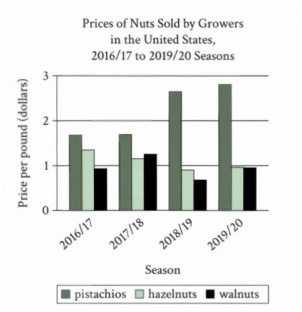 Prices of Nuts Sold by Growers
in the United States,
2016/17 to 2019/20 Seasons
Price per pound (dollars)
3
2
1
0
2016/17
2017/18
2018/19
2019/20
Season
pistachios hazelnuts walnuts